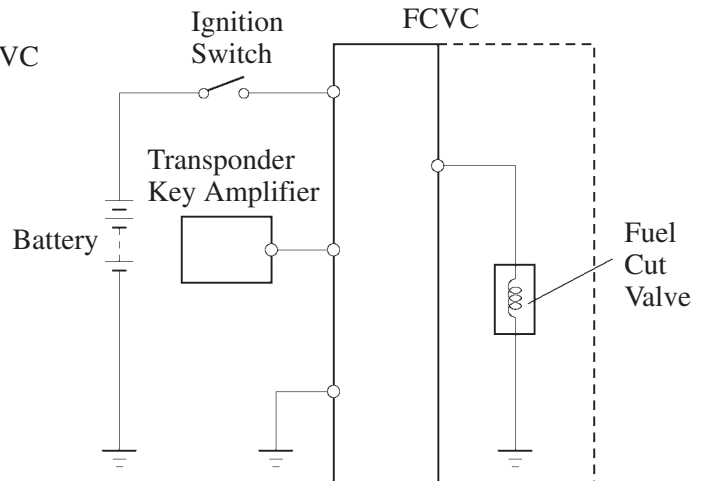 VC
Ignition
Switch
FCVC
Transponder
Key Amplifier
Battery
Fuel
Cut
Valve